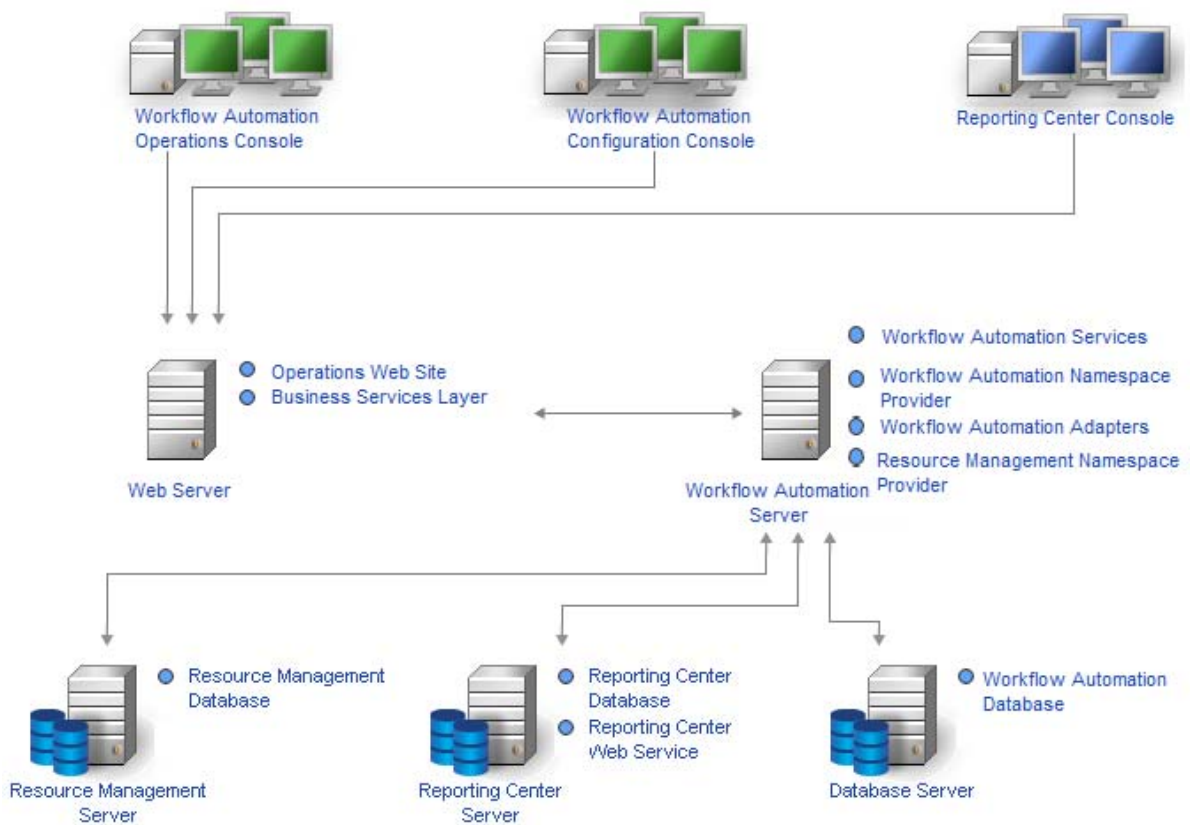 Workflow Automation
Operations Console
Workflow Automation
Configuration Console
Reporting Center Console
Operations Web Site
Business Services Layer
Web Server
Workflow Automation Services
Workflow Automation Namespace
Provider
Workflow Automation Adapters
Resource Management Namespace
Provider
Workflow Automation
Server
Resource Management
Database
Resource Management
Server
Reporting Center
Database
Reporting Center
Web Service
Reporting Center
Server
Workflow Automation
Database
Database Server